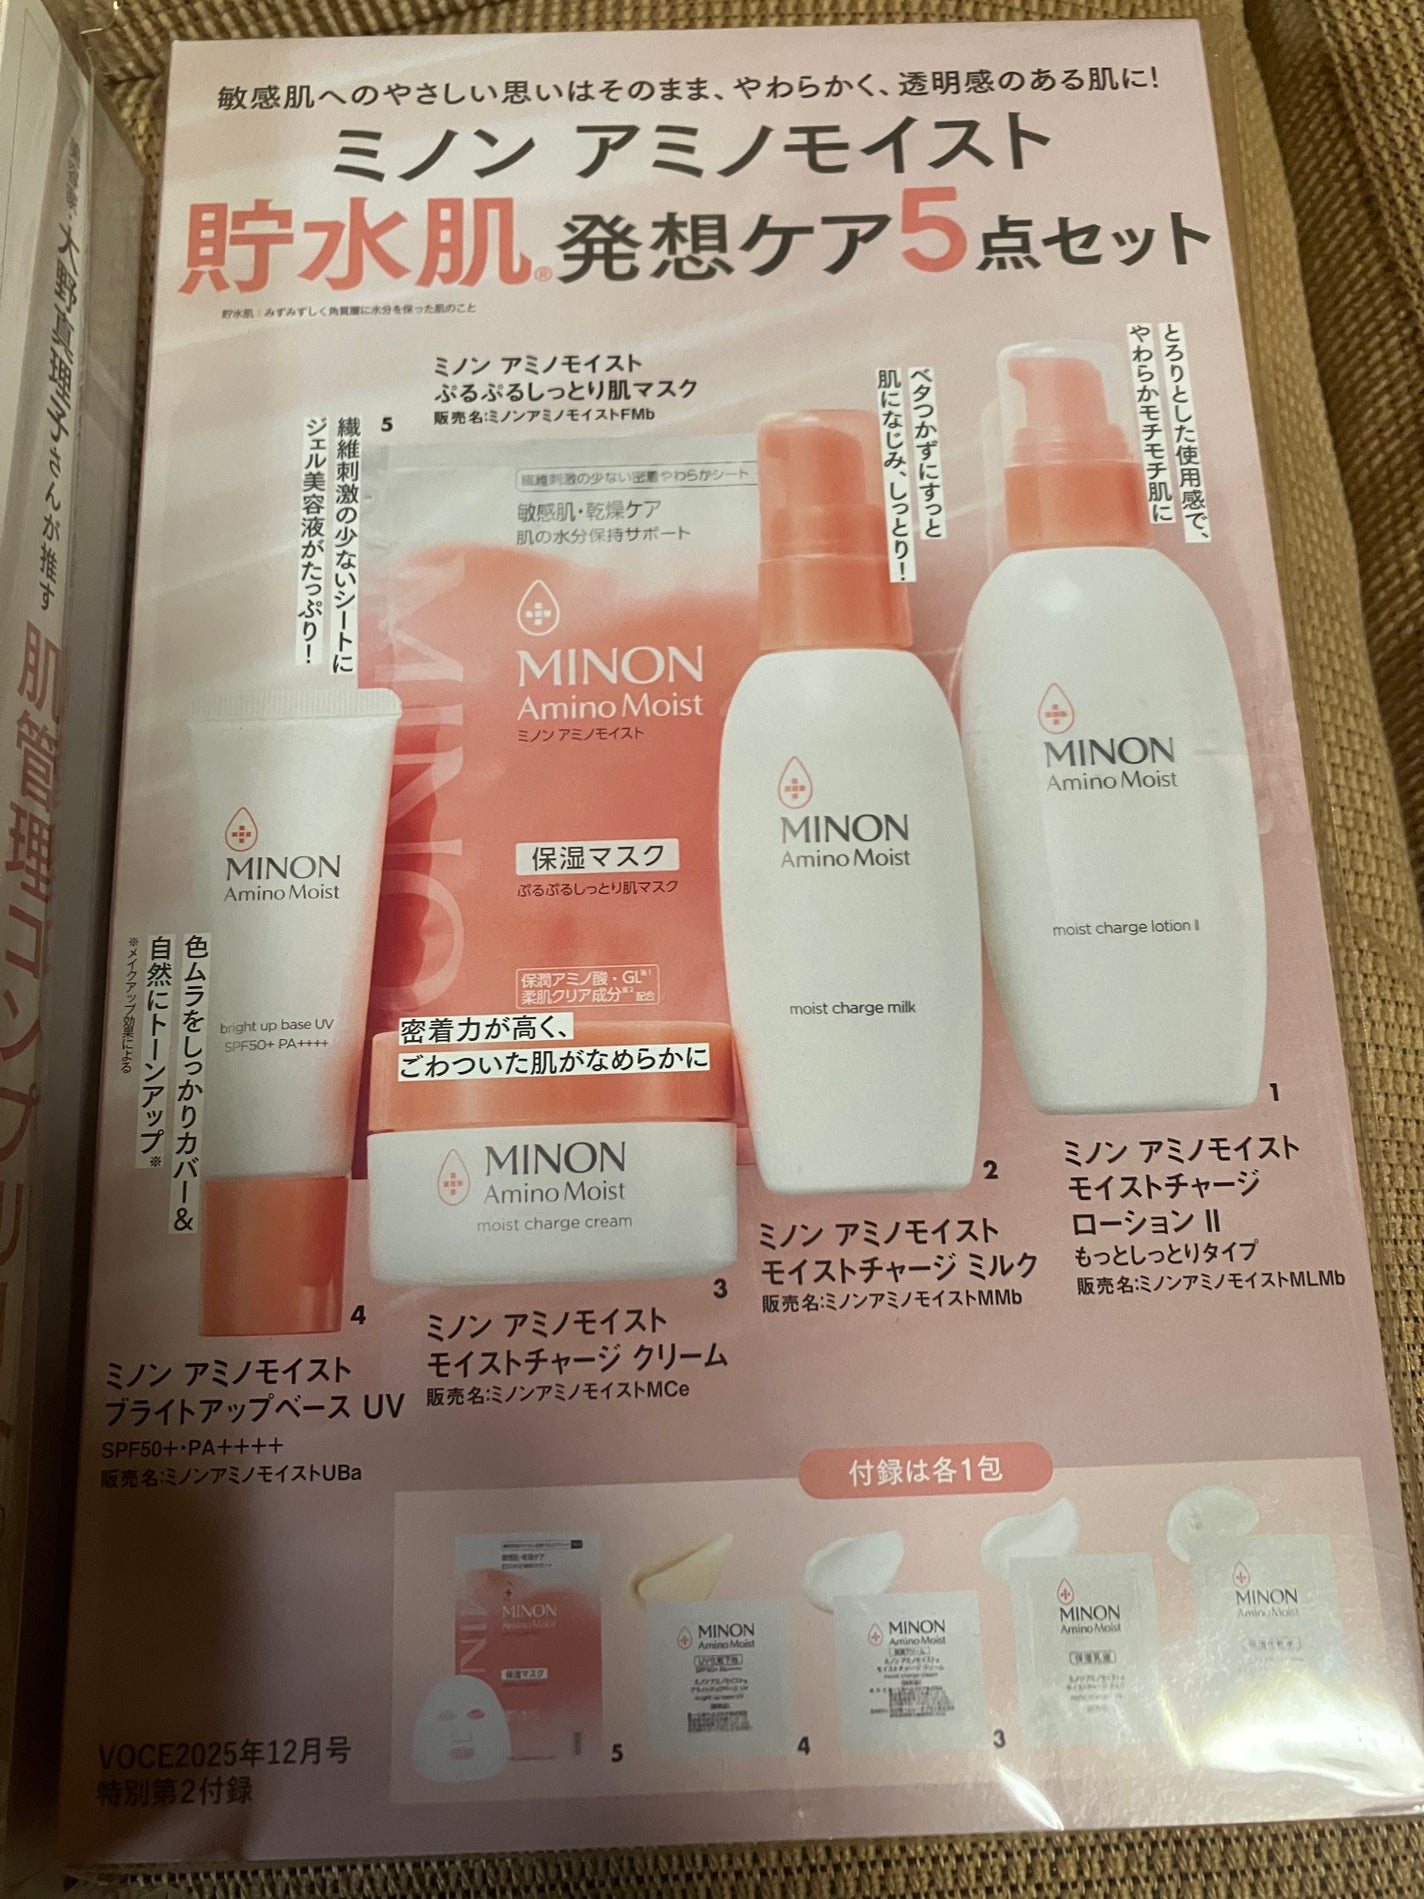 敏感肌へのやさしい思いはそのまま、やわらかく、透明感のある肌に!
ミノン アミノモイスト
貯水肌®発想ケア5点セット
貯水肌：みずみずしく角質層に水分を保った肌のこと
大野真理子さんが推す
肌管理コンプ
5
ミノン アミノモイスト
ぷるぷるしっとり肌マスク
販売名:ミノンアミノモイストFMb
繊維刺激の少ないシートに
ジェル美容液がたっぷり!
繊維刺激の少ない密着やわらかシート
敏感肌・乾燥ケア
肌の水分保持サポート
MINON
Amino Moist
ミノン アミノモイスト
保湿マスク
ぷるぷるしっとり肌マスク
保潤アミノ酸・GL※1
柔肌クリア成分※2 配合
ベタつかずにすっと
肌になじみ、しっとり!
MINON
Amino Moist
moist charge milk
とろりとした使用感で、
やわらかモチモチ肌に
MINON
Amino Moist
moist charge lotion II
MINON
Amino Moist
bright up base UV
SPF50+ PA++++
色ムラをしっかりカバー&
自然にトーンアップ※
※メイクアップ効果による
密着力が高く、
ごわついた肌がなめらかに
MINON
Amino Moist
moist charge cream
1
ミノン アミノモイスト
モイストチャージ
ローション II
もっとしっとりタイプ
販売名:ミノンアミノモイストMLMb
2
ミノン アミノモイスト
モイストチャージ ミルク
販売名:ミノンアミノモイストMMb
3
ミノン アミノモイスト
モイストチャージ クリーム
販売名:ミノンアミノモイストMCe
4
ミノン アミノモイスト
ブライトアップベース UV
SPF50+・PA++++
販売名:ミノンアミノモイストUBa
付録は各1包
MINON
Amino Moist
保湿マスク
5
MINON
Amino Moist
UV化粧下地
4
MINON
Amino Moist
3
MINON
Amino Moist
保湿乳液
MINON
Amino Moist
保湿化粧水
VOCE2025年12月号
特別第2付録